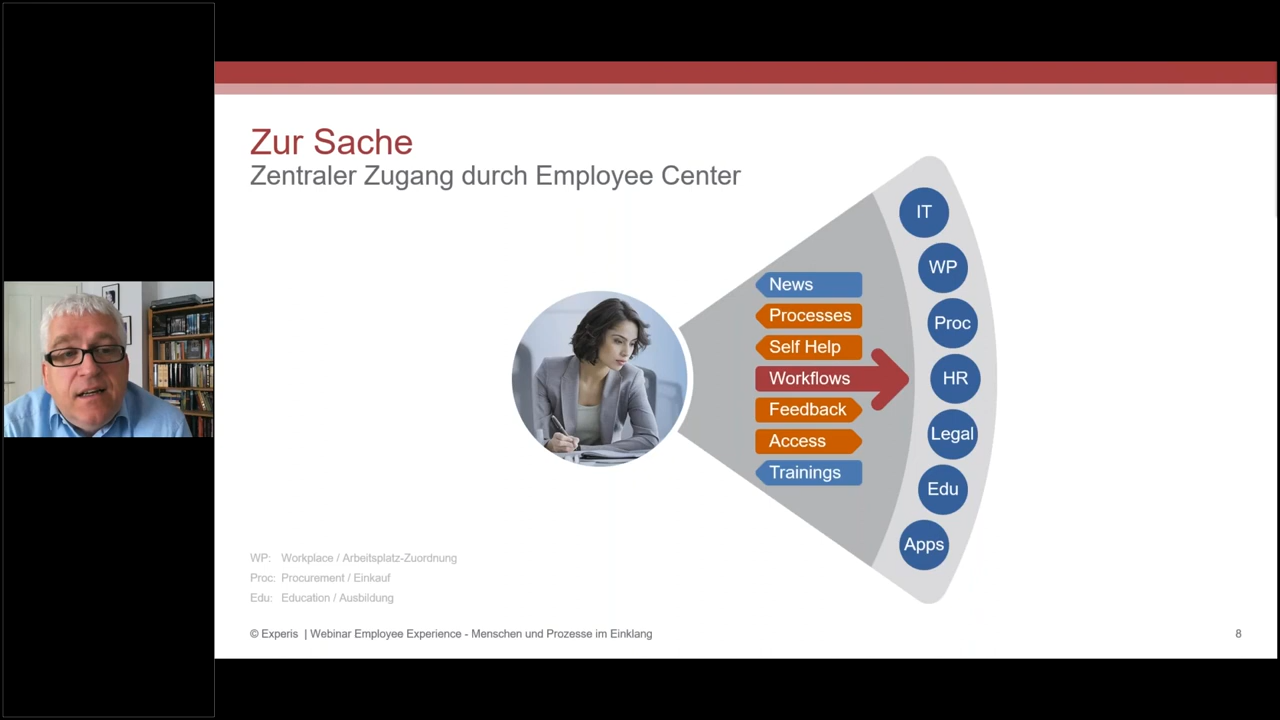 Zur Sache
Zentraler Zugang durch Employee Center
News
Processes
Self Help
Workflows
Feedback
Access
Trainings
IT
WP
Proc
HR
Legal
Edu
Apps
WP: Workplace / Arbeitsplatz-Zuordnung
Proc: Procurement / Einkauf
Edu: Education / Ausbildung
© Experis | Webinar Employee Experience - Menschen und Prozesse im Einklang
8